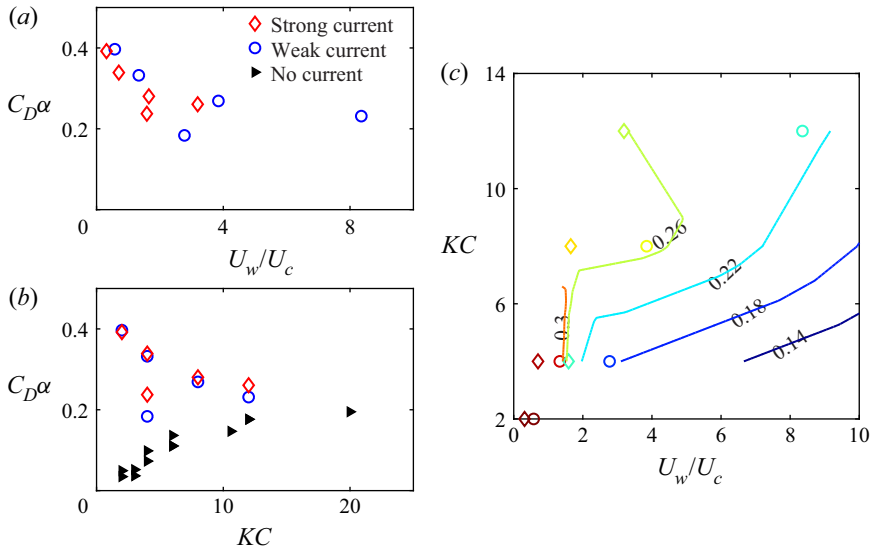 (a)
0.4
0.2
0
4
8
C_Dα
U_w/U_c
Strong current
Weak current
No current
(b)
0.4
0.2
0
10
20
C_Dα
KC
(c)
14
10
6
2
0
2
4
6
8
10
KC
U_w/U_c
0.26
0.22
0.3
0.18
0.14